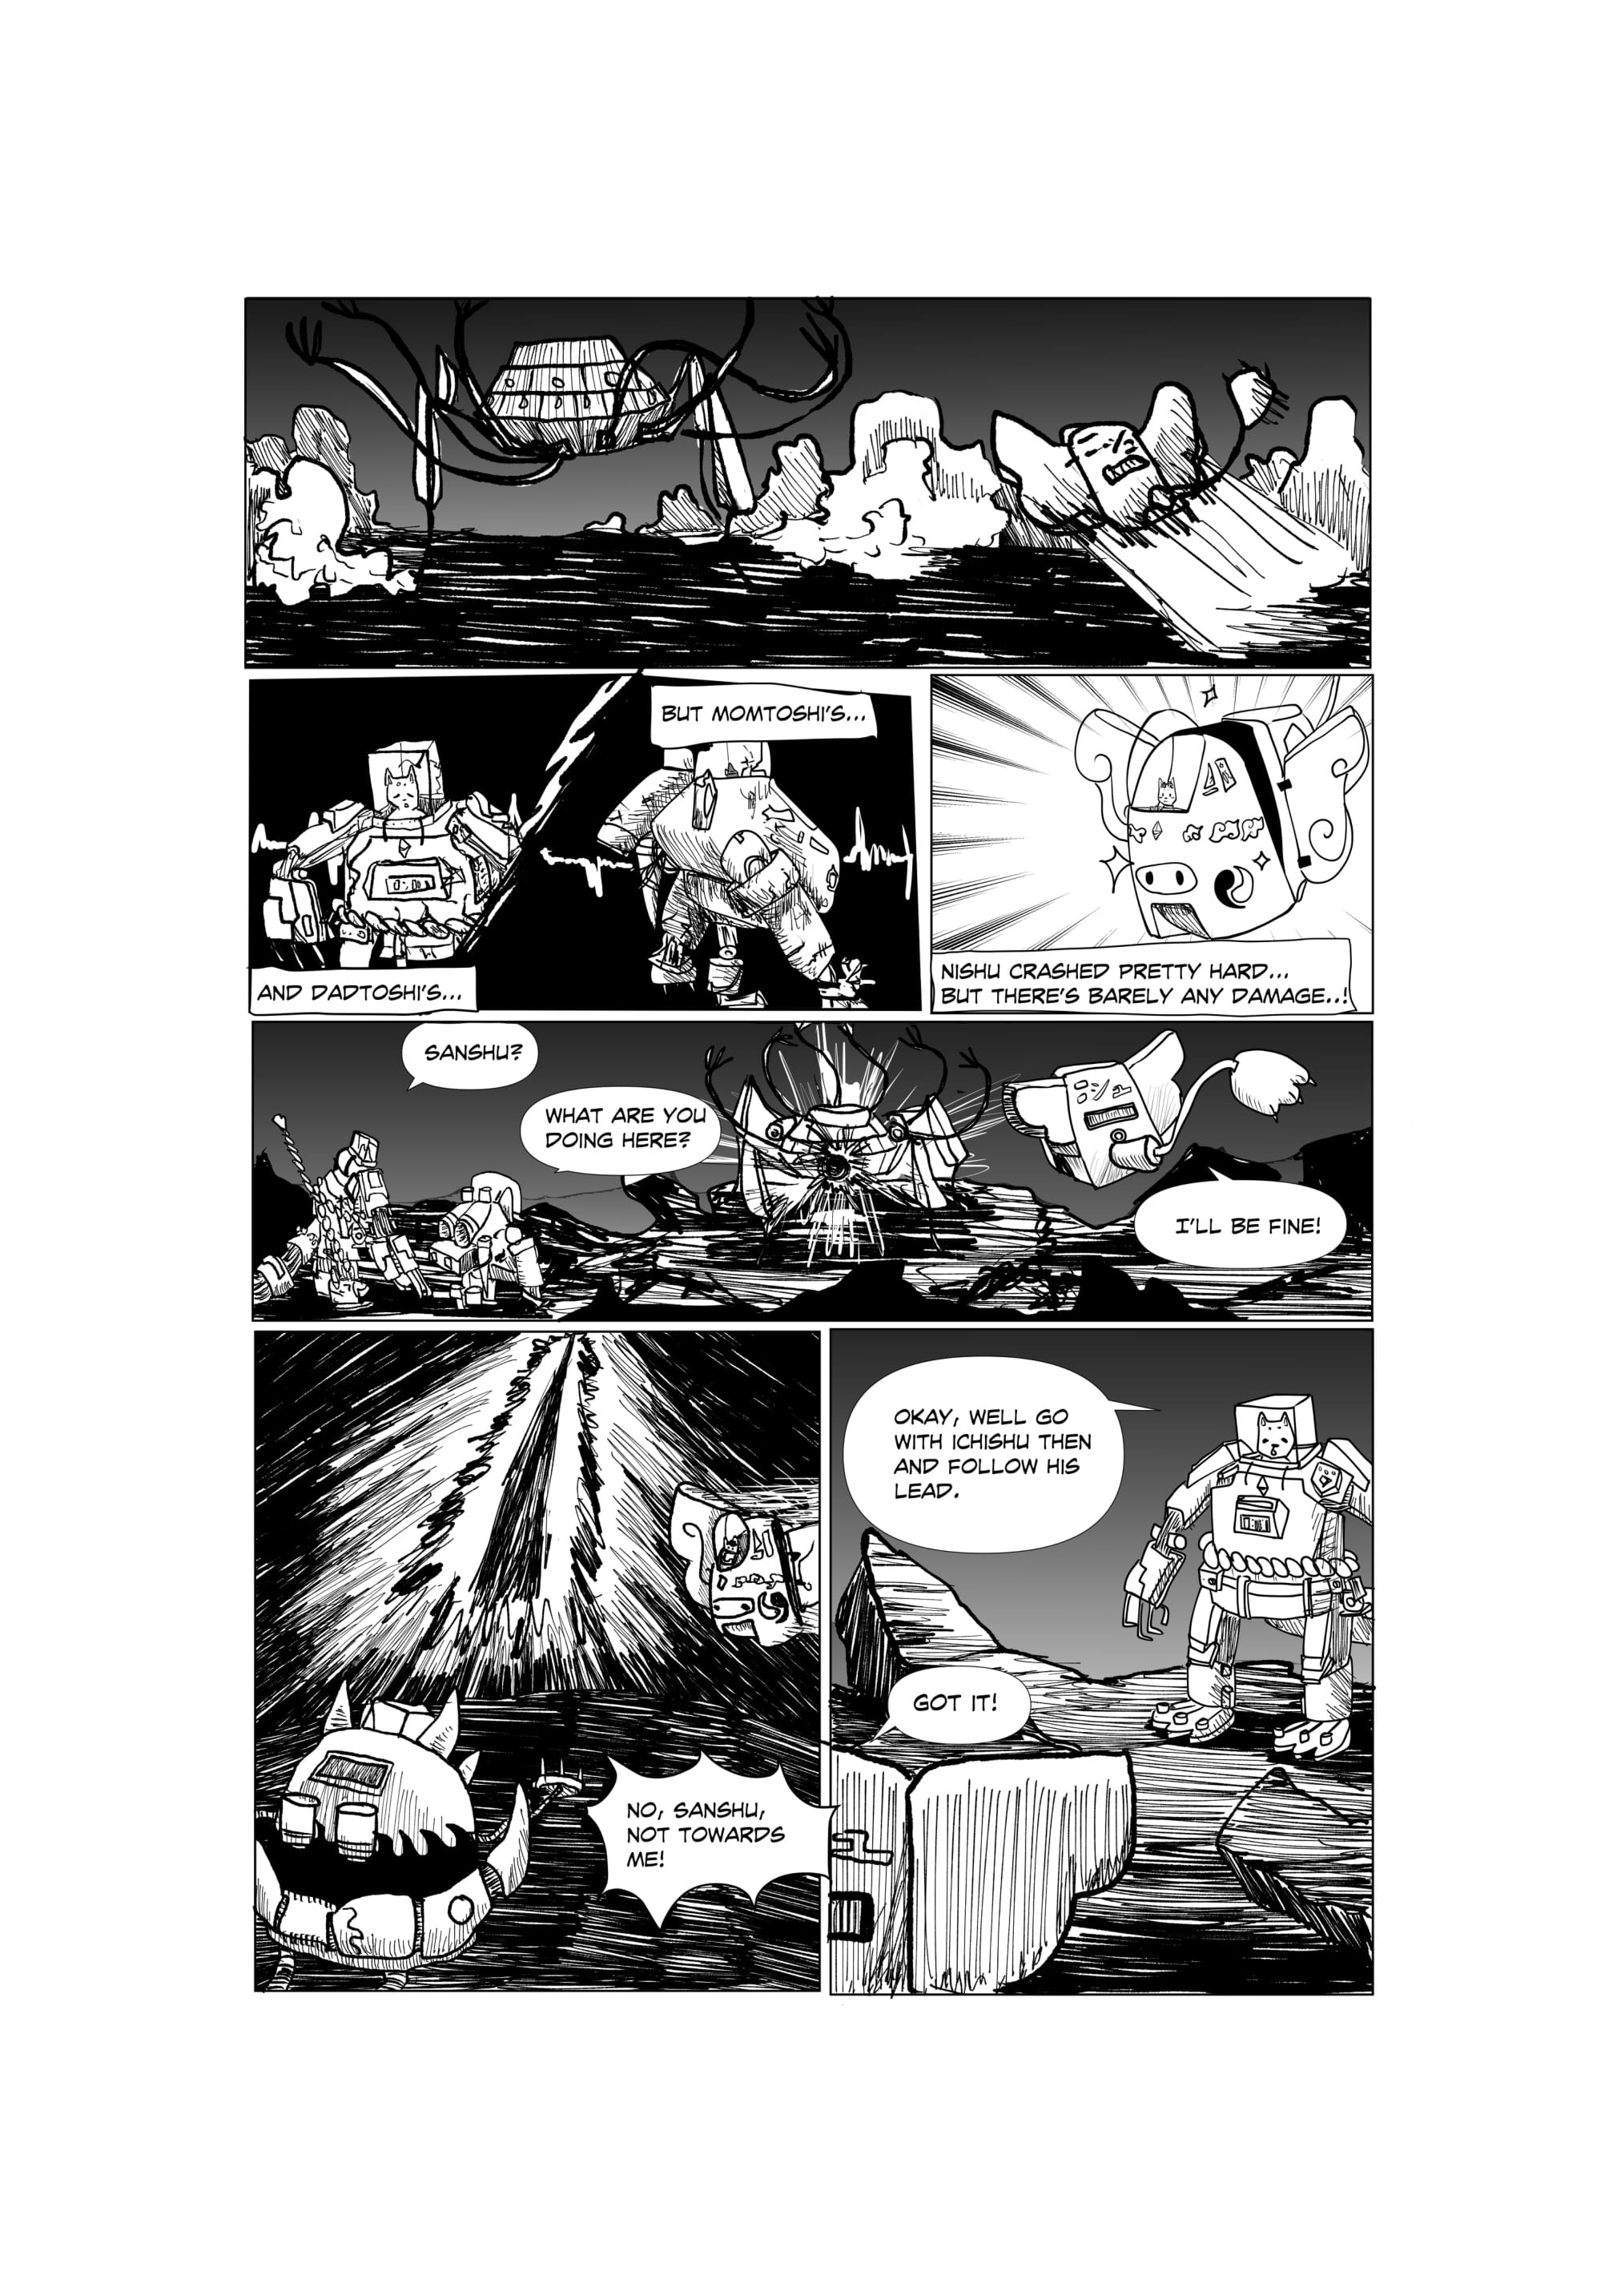 NISHU CRASHED PRETTY HARD...
BUT THERE'S BARELY ANY DAMAGE..!
BUT MOMTOSHI'S...
AND DADTOSHI'S...
SANSHU?
WHAT ARE YOU
DOING HERE?
I'LL BE FINE!
OKAY, WELL GO
WITH ICHISHU THEN
AND FOLLOW HIS
LEAD.
GOT IT!
NO, SANSHU,
NOT TOWARDS
ME!